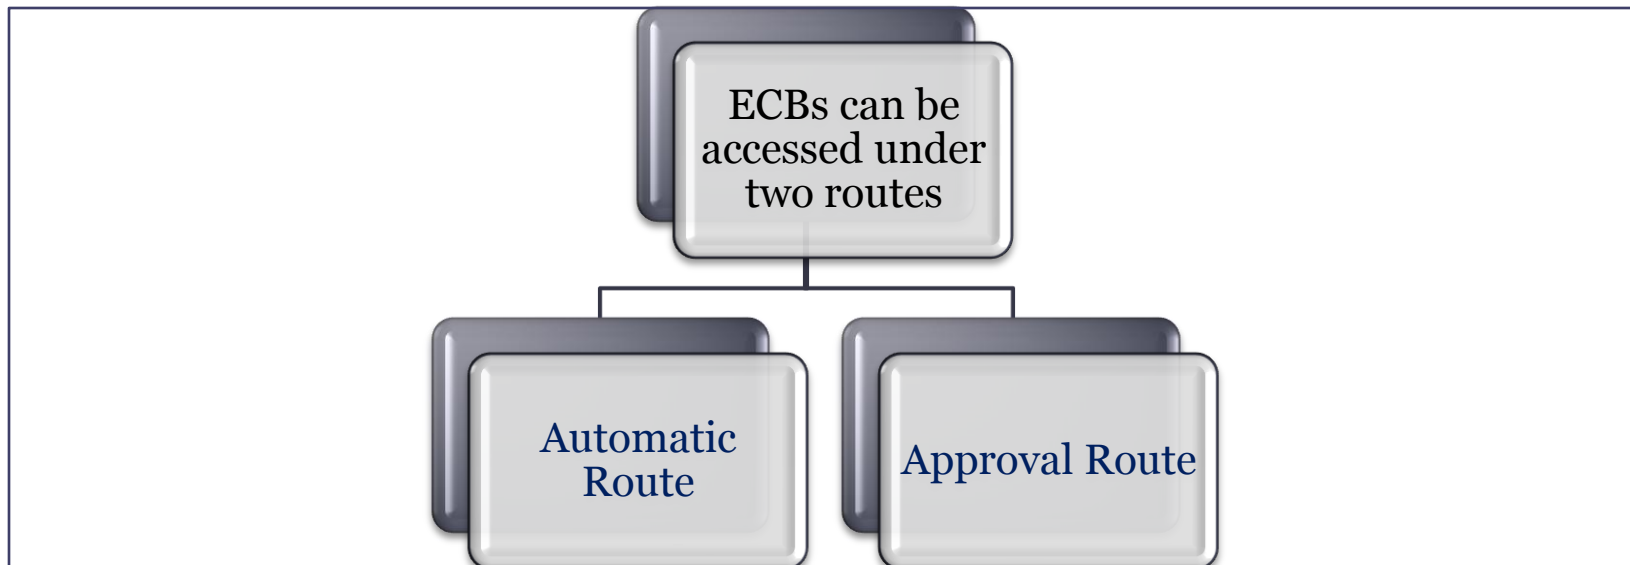 ECBs can be
accessed under
two routes
Automatic
Route
Approval Route